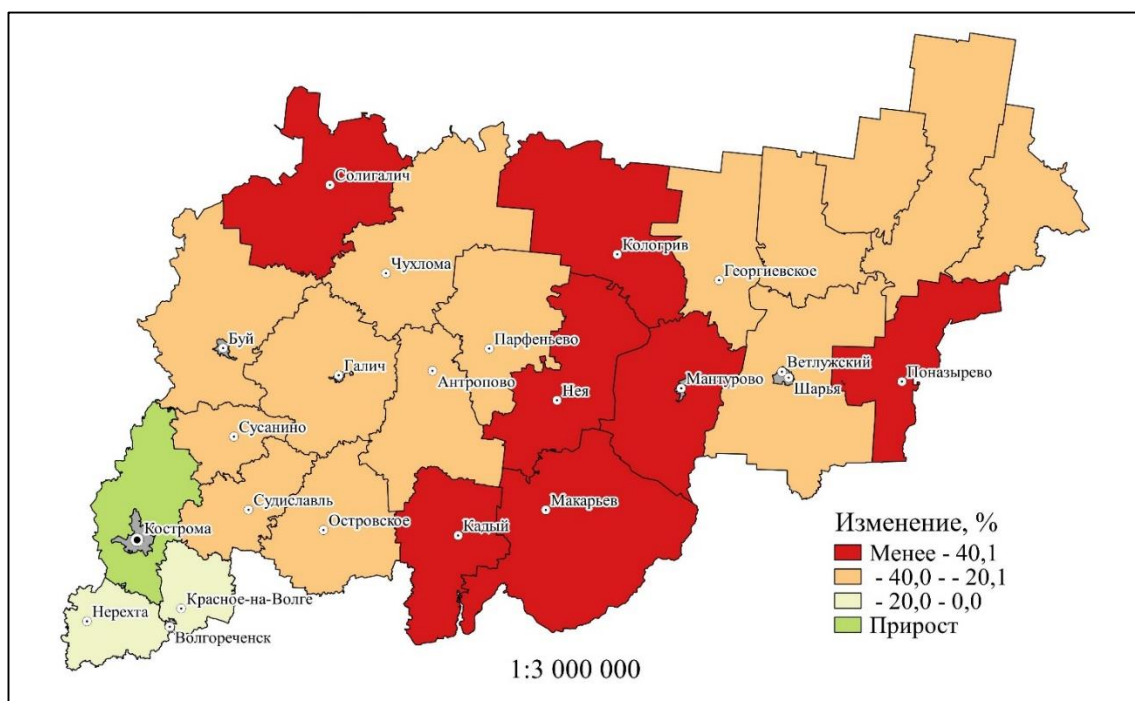 Солигалич
Чухлома
Кологрив
Георгиевское
Буй
Галич
Парфеньево
Антропово
Нея
Мантурово
Ветлужский
Шарья
Поназырево
Сусанино
Судиславль
Островское
Кадый
Макарьев
Кострома
Красное-на-Волге
Нерехта
Волгореченск
Изменение, %
Менее - 40,1
- 40,0 - - 20,1
- 20,0 - 0,0
Прирост
1:3 000 000